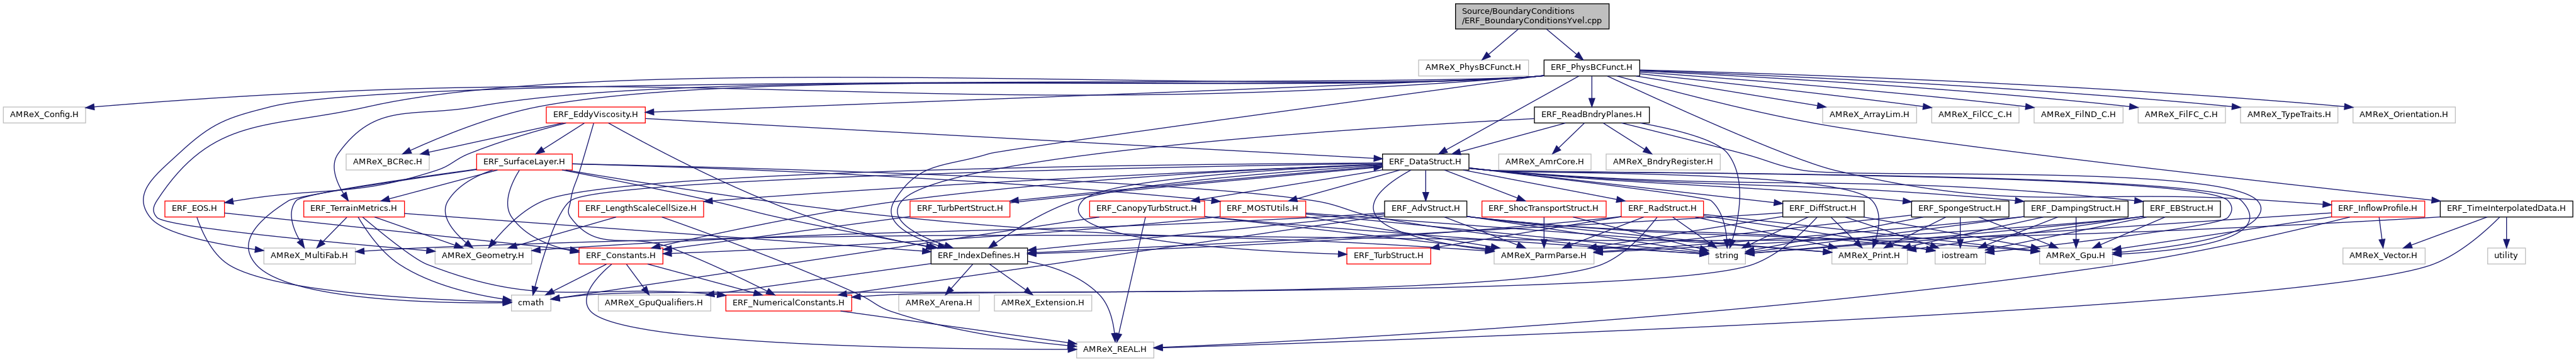 Source/BoundaryConditions
/ERF_BoundaryConditionsYvel.cpp
AMReX_PhysBCFunct.H
ERF_PhysBCFunct.H
AMReX_Config.H
ERF_EddyViscosity.H
ERF_ReadBndryPlanes.H
AMReX_ArrayLim.H
AMReX_FilCC_C.H
AMReX_FilND_C.H
AMReX_FilFC_C.H
AMReX_TypeTraits.H
AMReX_Orientation.H
AMReX_BCRec.H
ERF_SurfaceLayer.H
ERF_DataStruct.H
AMReX_AmrCore.H
AMReX_BndryRegister.H
ERF_EOS.H
ERF_TerrainMetrics.H
ERF_LengthScaleCellSize.H
ERF_TurbPertStruct.H
ERF_CanopyTurbStruct.H
ERF_MOSTUtils.H
ERF_AdvStruct.H
ERF_ShocTransportStruct.H
ERF_RadStruct.H
ERF_DiffStruct.H
ERF_SpongeStruct.H
ERF_DampingStruct.H
ERF_EBStruct.H
ERF_InflowProfile.H
ERF_TimeInterpolatedData.H
AMReX_MultiFab.H
AMReX_Geometry.H
ERF_Constants.H
ERF_IndexDefines.H
ERF_TurbStruct.H
AMReX_ParmParse.H
string
AMReX_Print.H
iostream
AMReX_Gpu.H
AMReX_Vector.H
utility
cmath
AMReX_GpuQualifiers.H
ERF_NumericalConstants.H
AMReX_Arena.H
AMReX_Extension.H
AMReX_REAL.H